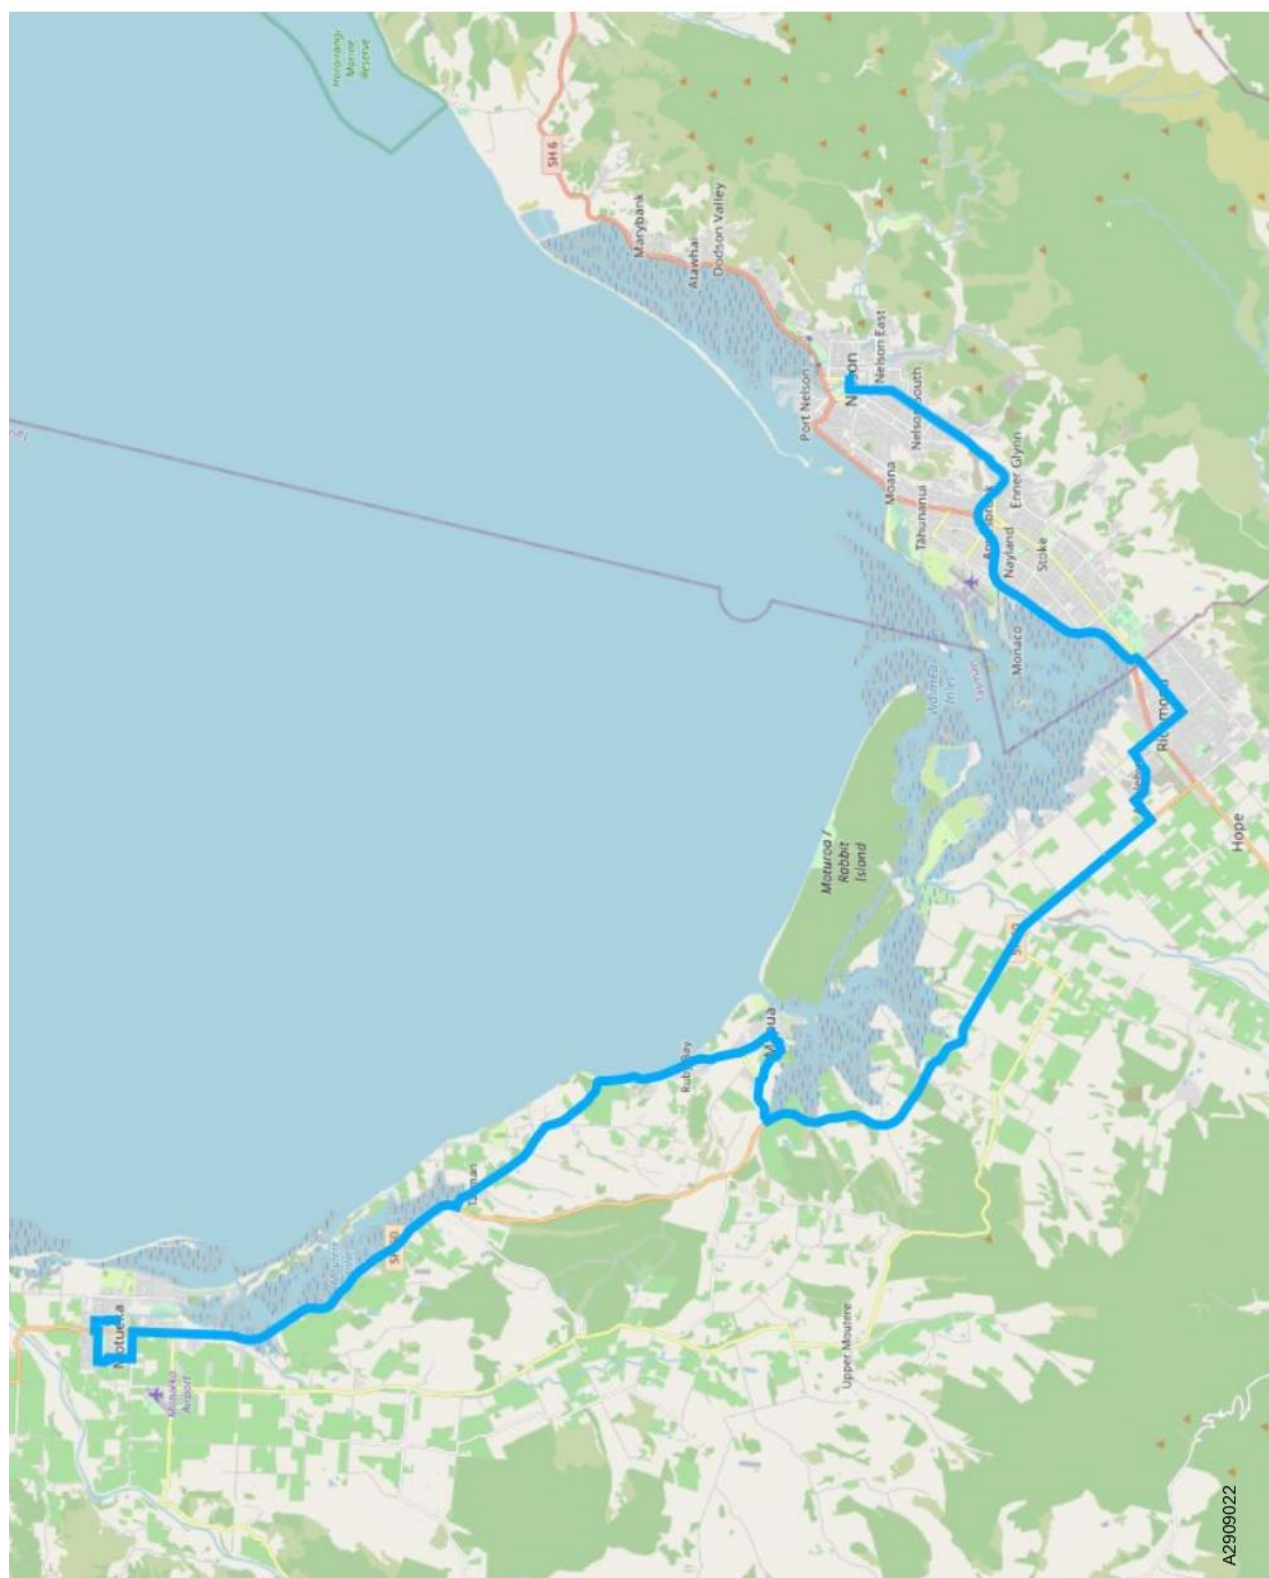 Horoirangi
Marine
Reserve
SH 6
Marybank
Atawhai
Dodson Valley
Port Nelson
Nelson East
Nelson South
Moana
Tahunanui
Enner Glynn
Nayland
Stoke
Monaco
Waimea
Inlet
Tasman
Richmond
Hope
Moturoa /
Rabbit
Island
Ruby Bay
Upper Moutere
Motueka
Airport
A2909022